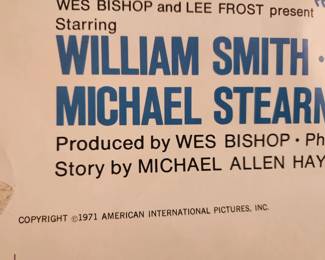 WES BISHOP and LEE FROST present
Starring
WILLIAM SMITH •
MICHAEL STEARN
Produced by WES BISHOP • Ph
Story by MICHAEL ALLEN HAY
COPYRIGHT ©1971 AMERICAN INTERNATIONAL PICTURES, INC.